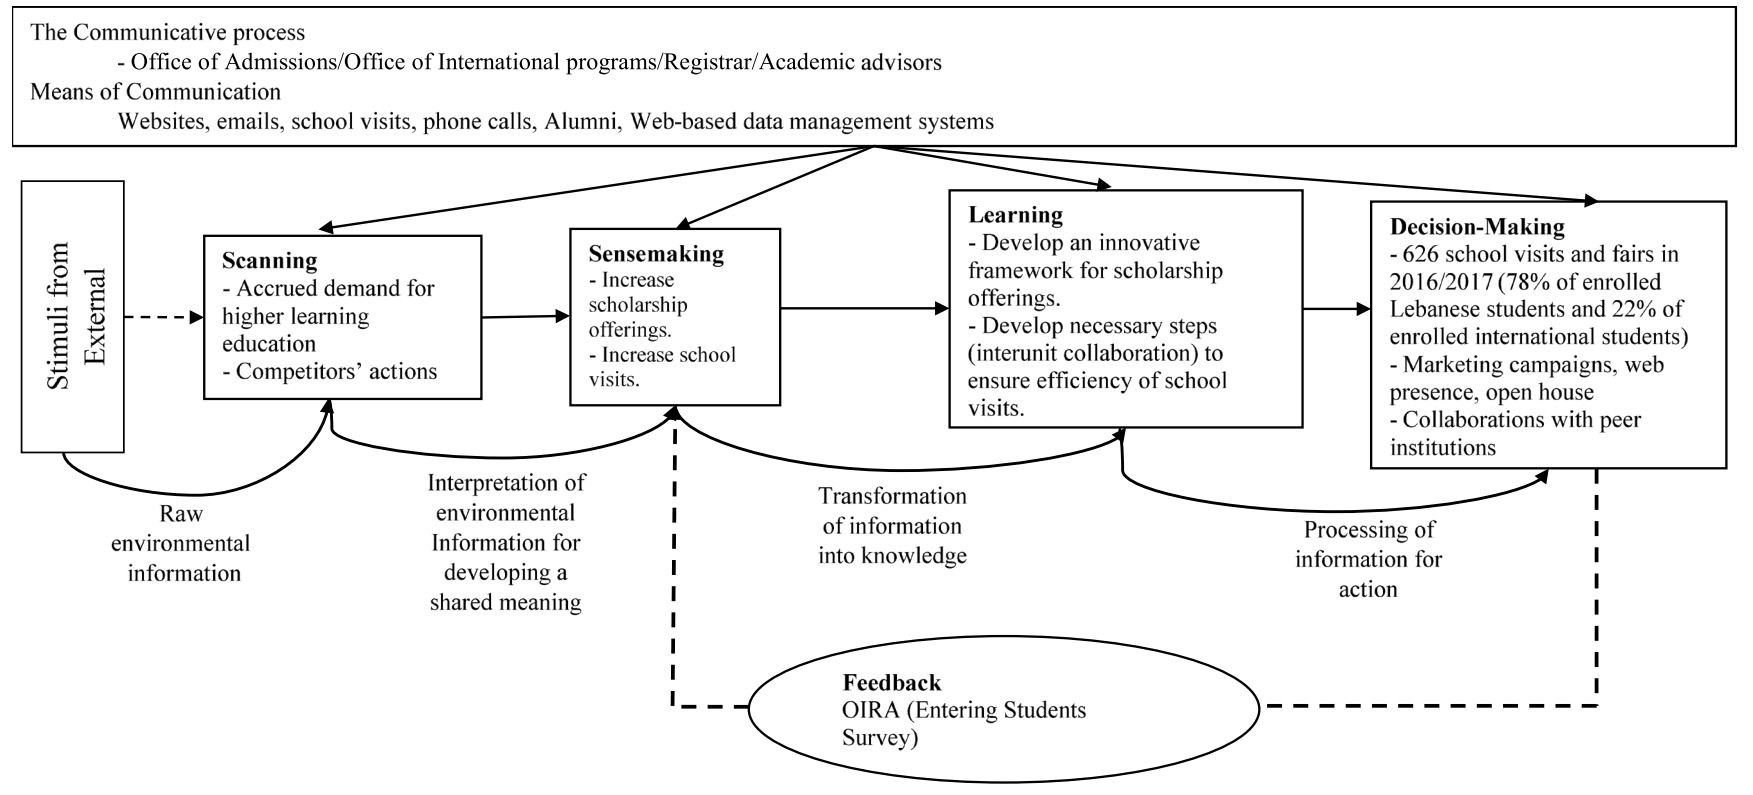 The Communicative process
- Office of Admissions/Office of International programs/Registrar/Academic advisors
Means of Communication
Websites, emails, school visits, phone calls, Alumni, Web-based data management systems
Stimuli from
External
Scanning
- Accrued demand for
higher learning
education
- Competitors’ actions
Sensemaking
- Increase
scholarship
offerings.
- Increase school
visits.
Learning
- Develop an innovative
framework for scholarship
offerings.
- Develop necessary steps
(interunit collaboration) to
ensure efficiency of school
visits.
Decision-Making
- 626 school visits and fairs in
2016/2017 (78% of enrolled
Lebanese students and 22% of
enrolled international students)
- Marketing campaigns, web
presence, open house
- Collaborations with peer
institutions
Raw
environmental
information
Interpretation of
environmental
Information for
developing a
shared meaning
Transformation
of information
into knowledge
Processing of
information for
action
Feedback
OIRA (Entering Students
Survey)